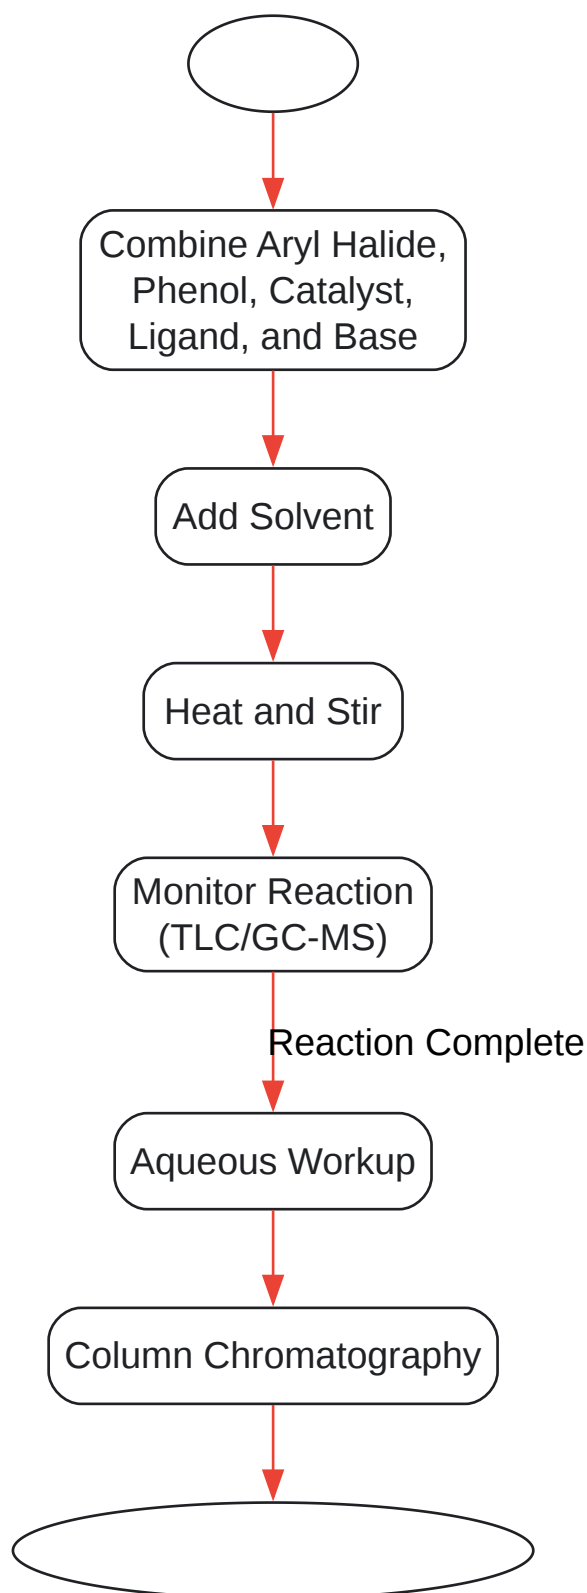 Combine Aryl Halide,
Phenol, Catalyst,
Ligand, and Base
Add Solvent
Heat and Stir
Monitor Reaction
(TLC/GC-MS)
Reaction Complete
Aqueous Workup
Column Chromatography